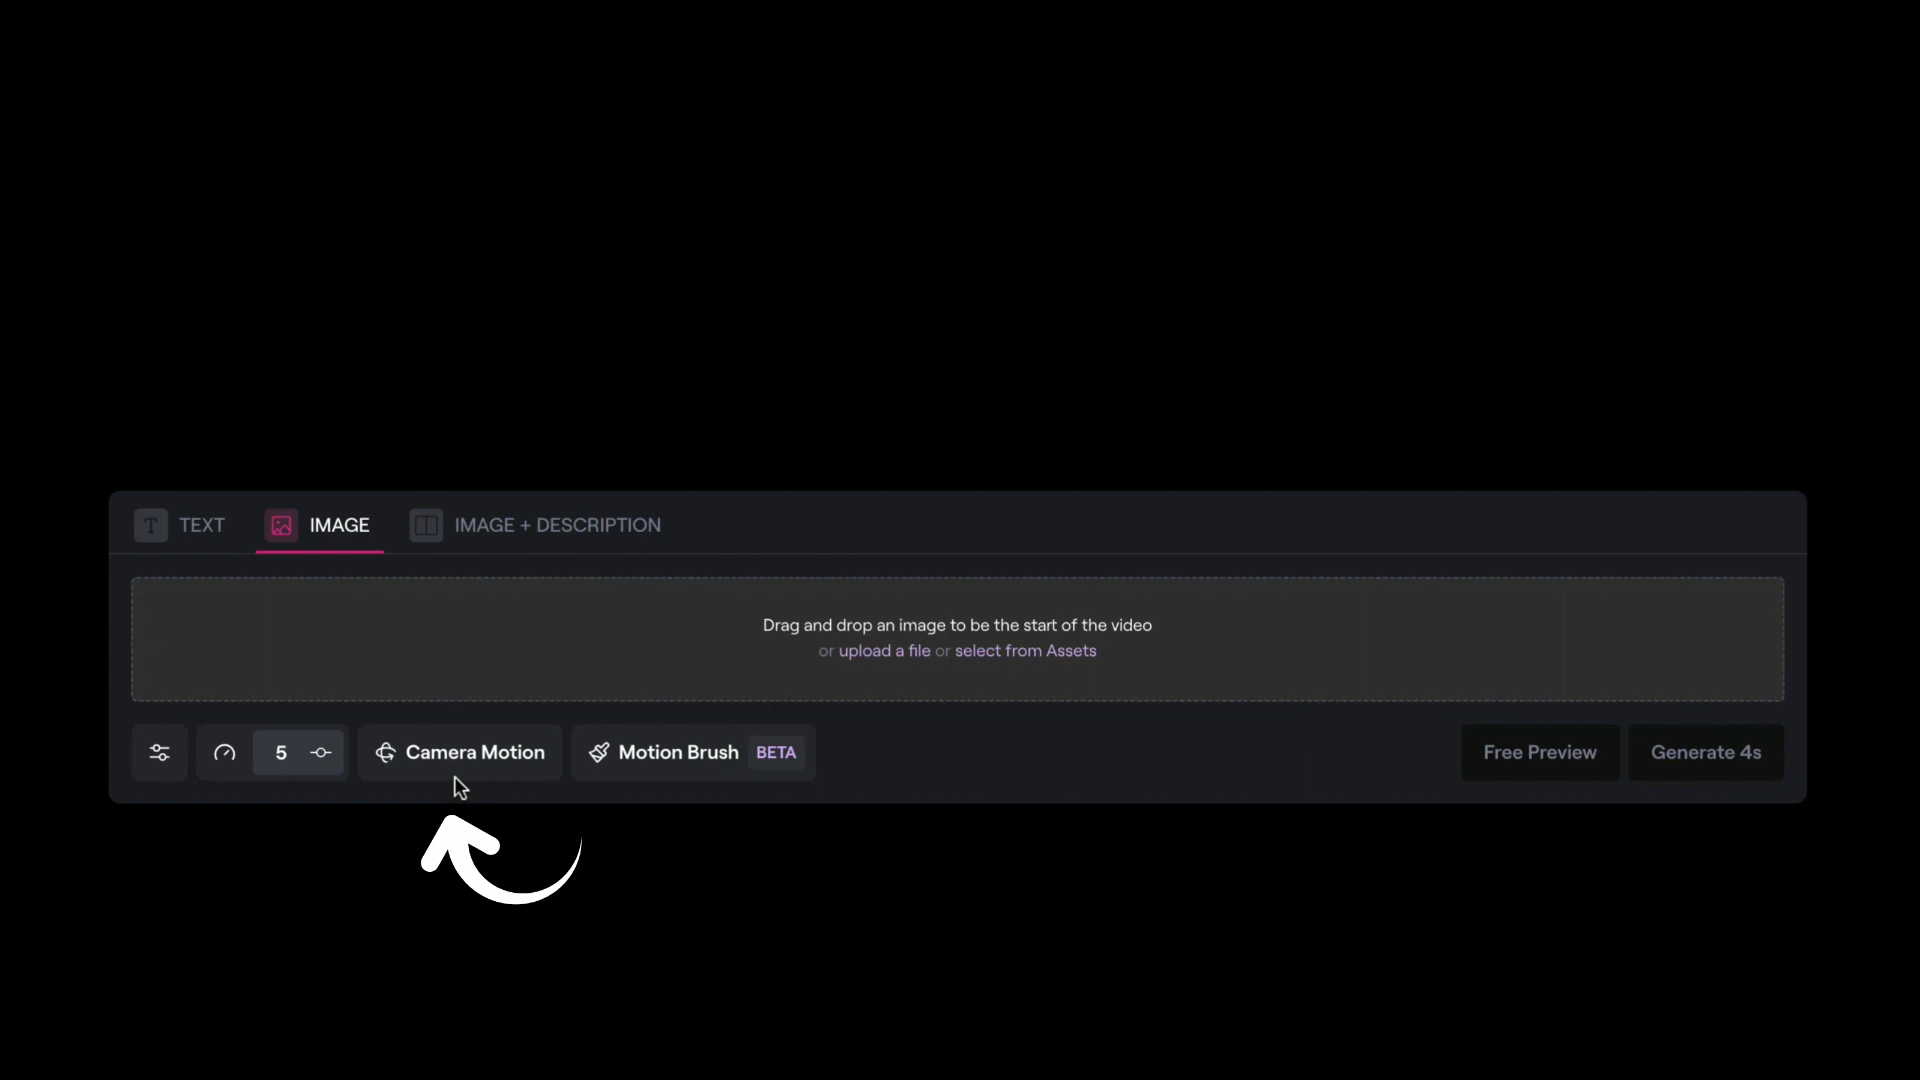 TEXT
IMAGE
IMAGE + DESCRIPTION
Drag and drop an image to be the start of the video
or upload a file or select from Assets
5
Camera Motion
Motion Brush BETA
Free Preview
Generate 4s